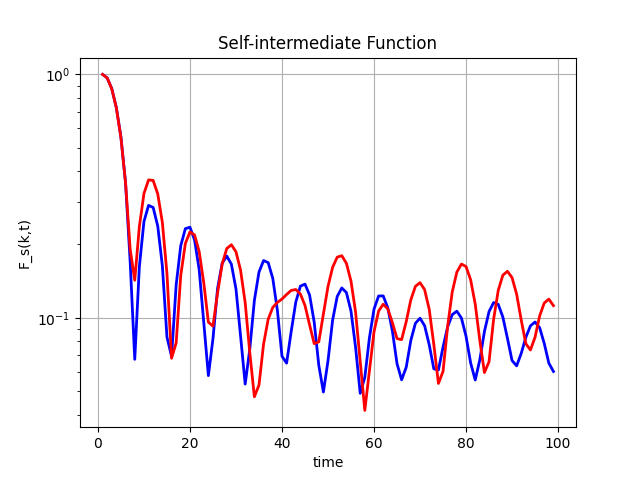 Self-intermediate Function
10⁰
F_s(k,t)
10⁻¹
0 20 40 60 80 100
time